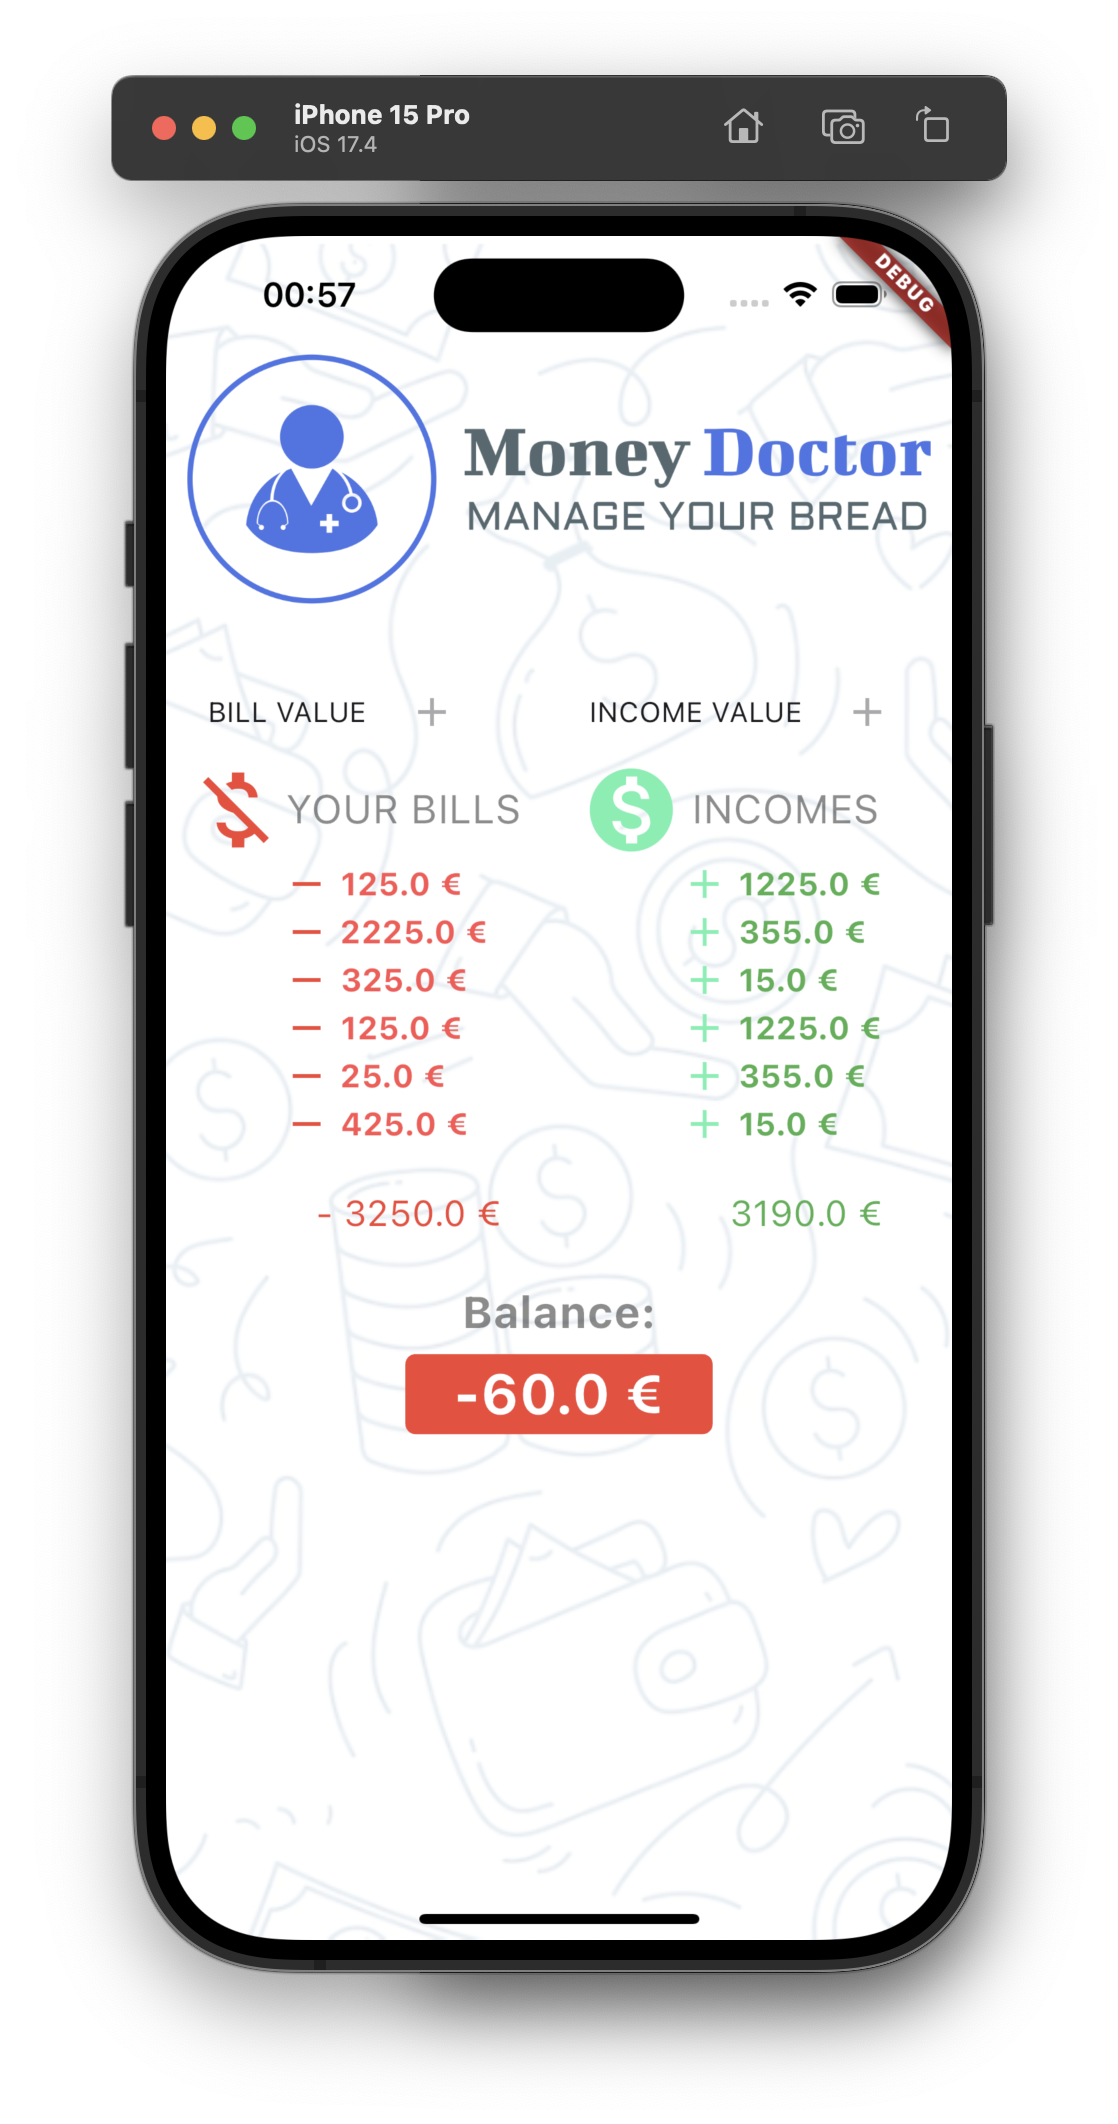 iPhone 15 Pro
iOS 17.4
00:57
DEBUG
Money Doctor
MANAGE YOUR BREAD
BILL VALUE +
INCOME VALUE +
YOUR BILLS
− 125.0 €
− 2225.0 €
− 325.0 €
− 125.0 €
− 25.0 €
− 425.0 €
- 3250.0 €
INCOMES
+ 1225.0 €
+ 355.0 €
+ 15.0 €
+ 1225.0 €
+ 355.0 €
+ 15.0 €
3190.0 €
Balance:
-60.0 €